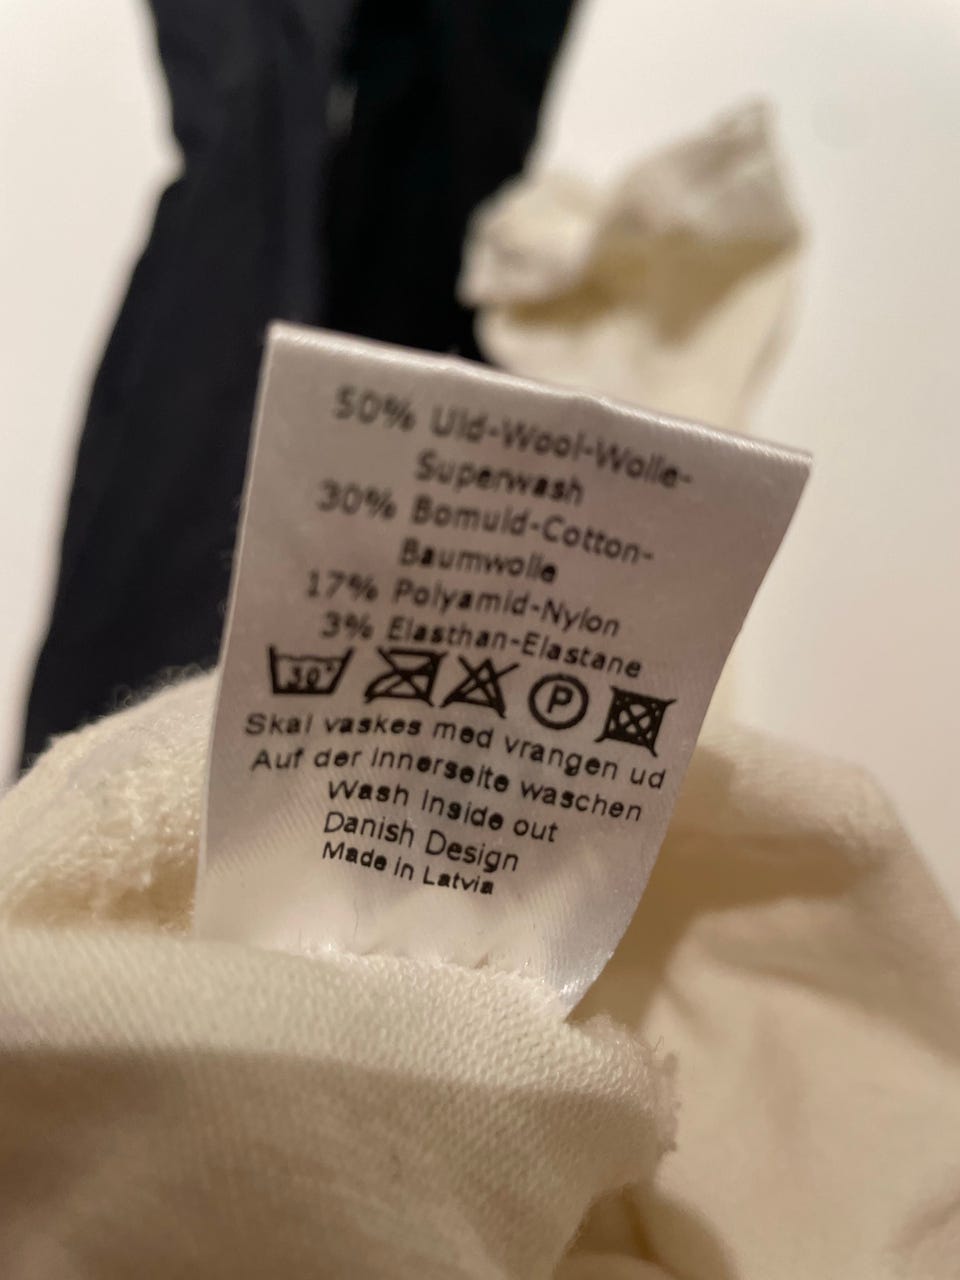 50% Uld-Wool-Wolle-
Superwash
30% Bomuld-Cotton-
Baumwolle
17% Polyamid-Nylon
3% Elasthan-Elastane
30° P
Skal vaskes med vrangen ud
Auf der innerseite waschen
Wash inside out
Danish Design
Made in Latvia